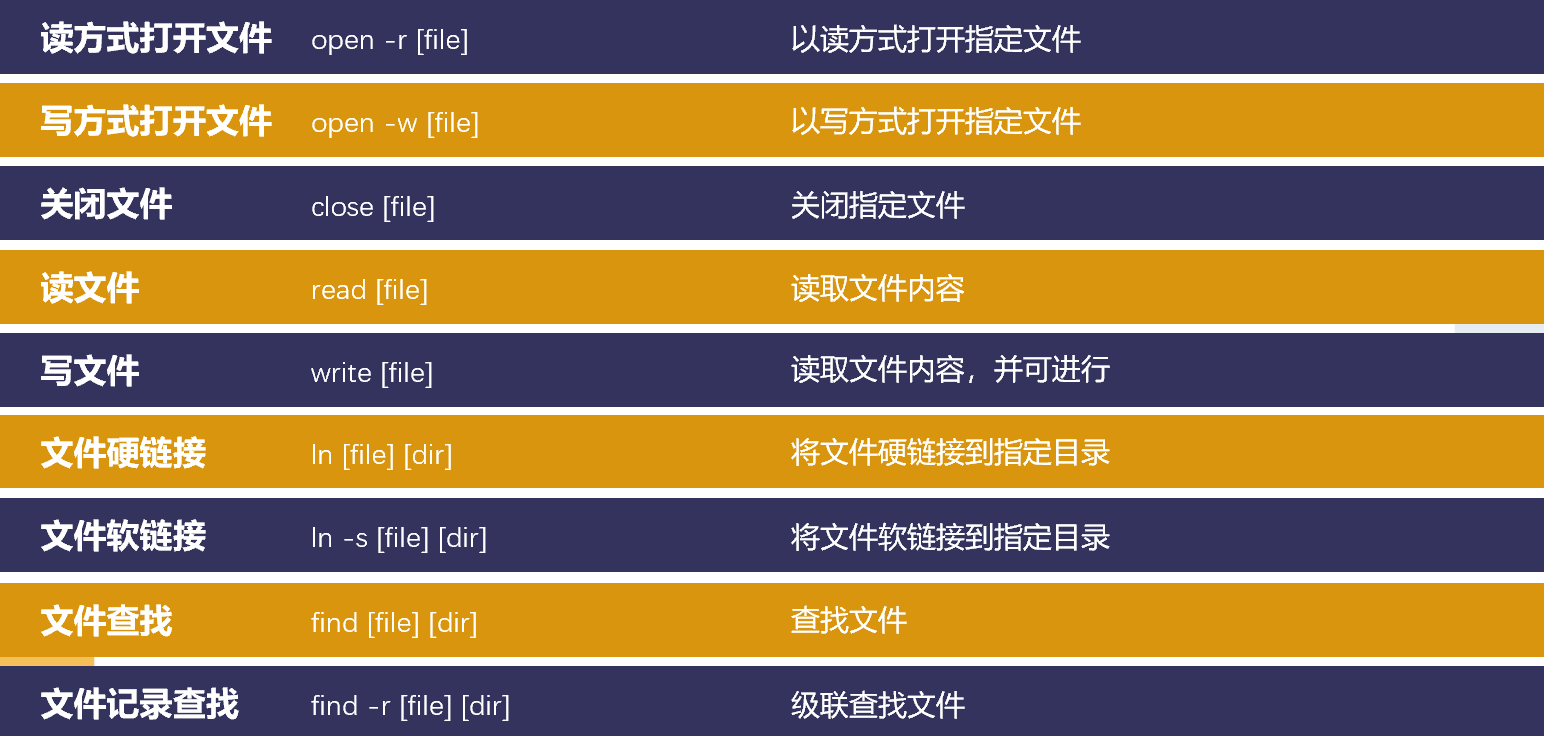 读方式打开文件 open -r [file] 以读方式打开指定文件
写方式打开文件 open -w [file] 以写方式打开指定文件
关闭文件 close [file] 关闭指定文件
读文件 read [file] 读取文件内容
写文件 write [file] 读取文件内容，并可进行
文件硬链接 ln [file] [dir] 将文件硬链接到指定目录
文件软链接 ln -s [file] [dir] 将文件软链接到指定目录
文件查找 find [file] [dir] 查找文件
文件记录查找 find -r [file] [dir] 级联查找文件